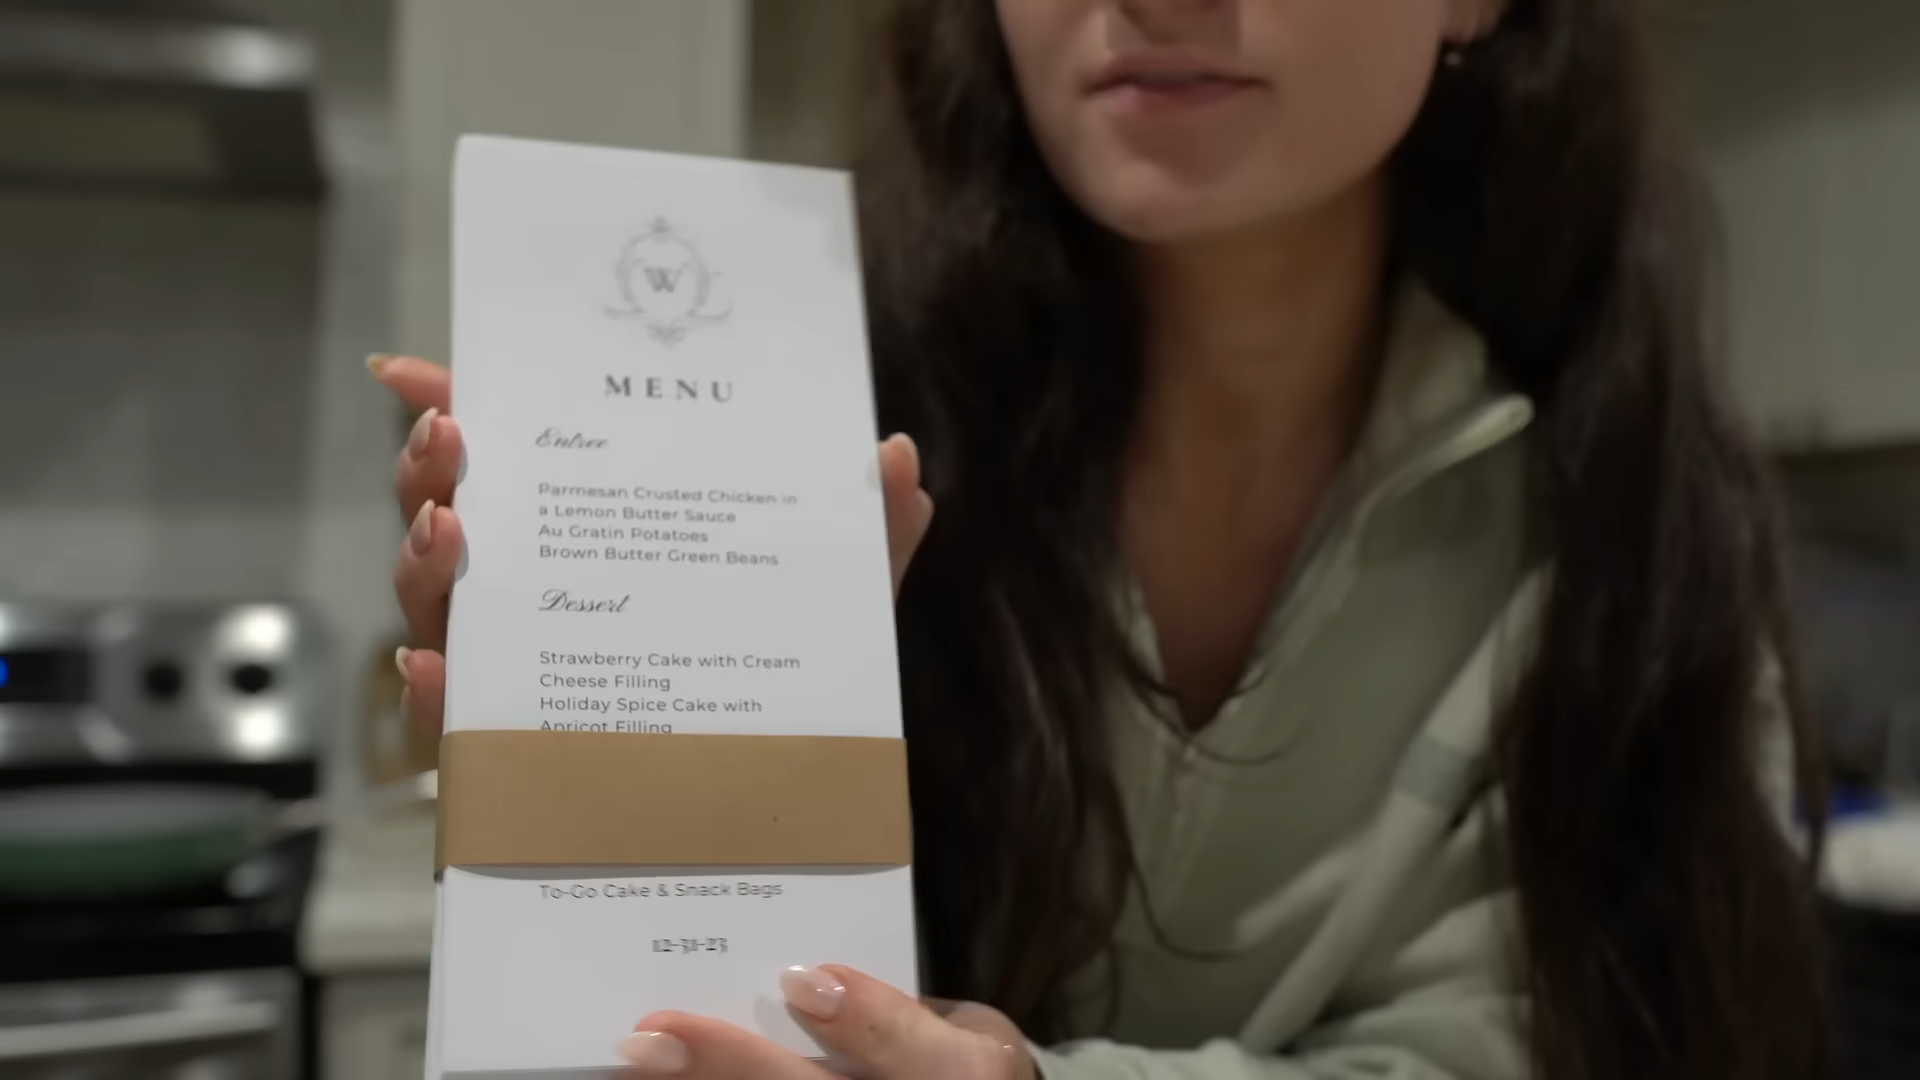 W
MENU
Entree
Parmesan Crusted Chicken in
a Lemon Butter Sauce
Au Gratin Potatoes
Brown Butter Green Beans
Dessert
Strawberry Cake with Cream
Cheese Filling
Holiday Spice Cake with
Apricot Filling
To-Go Cake & Snack Bags
12-31-23